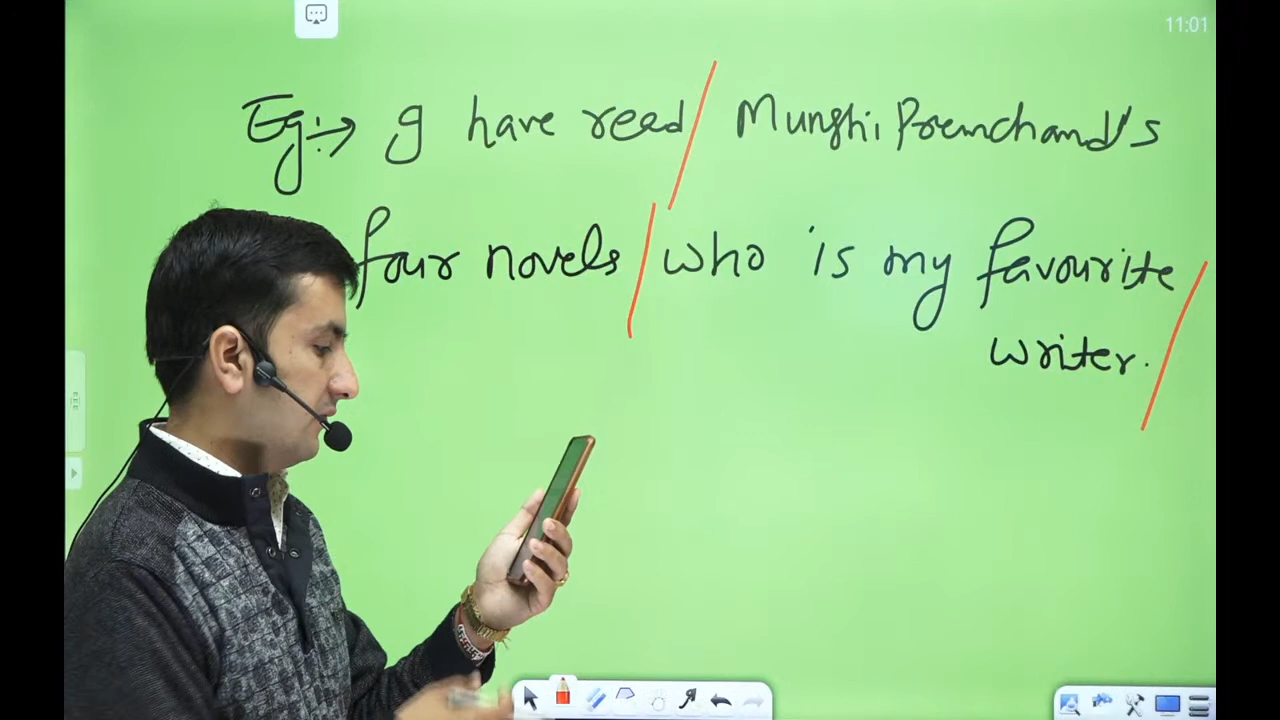 11:01
Eg:→ I have read/ Munshi Premchand's
four novels/ who is my favourite/
writer.